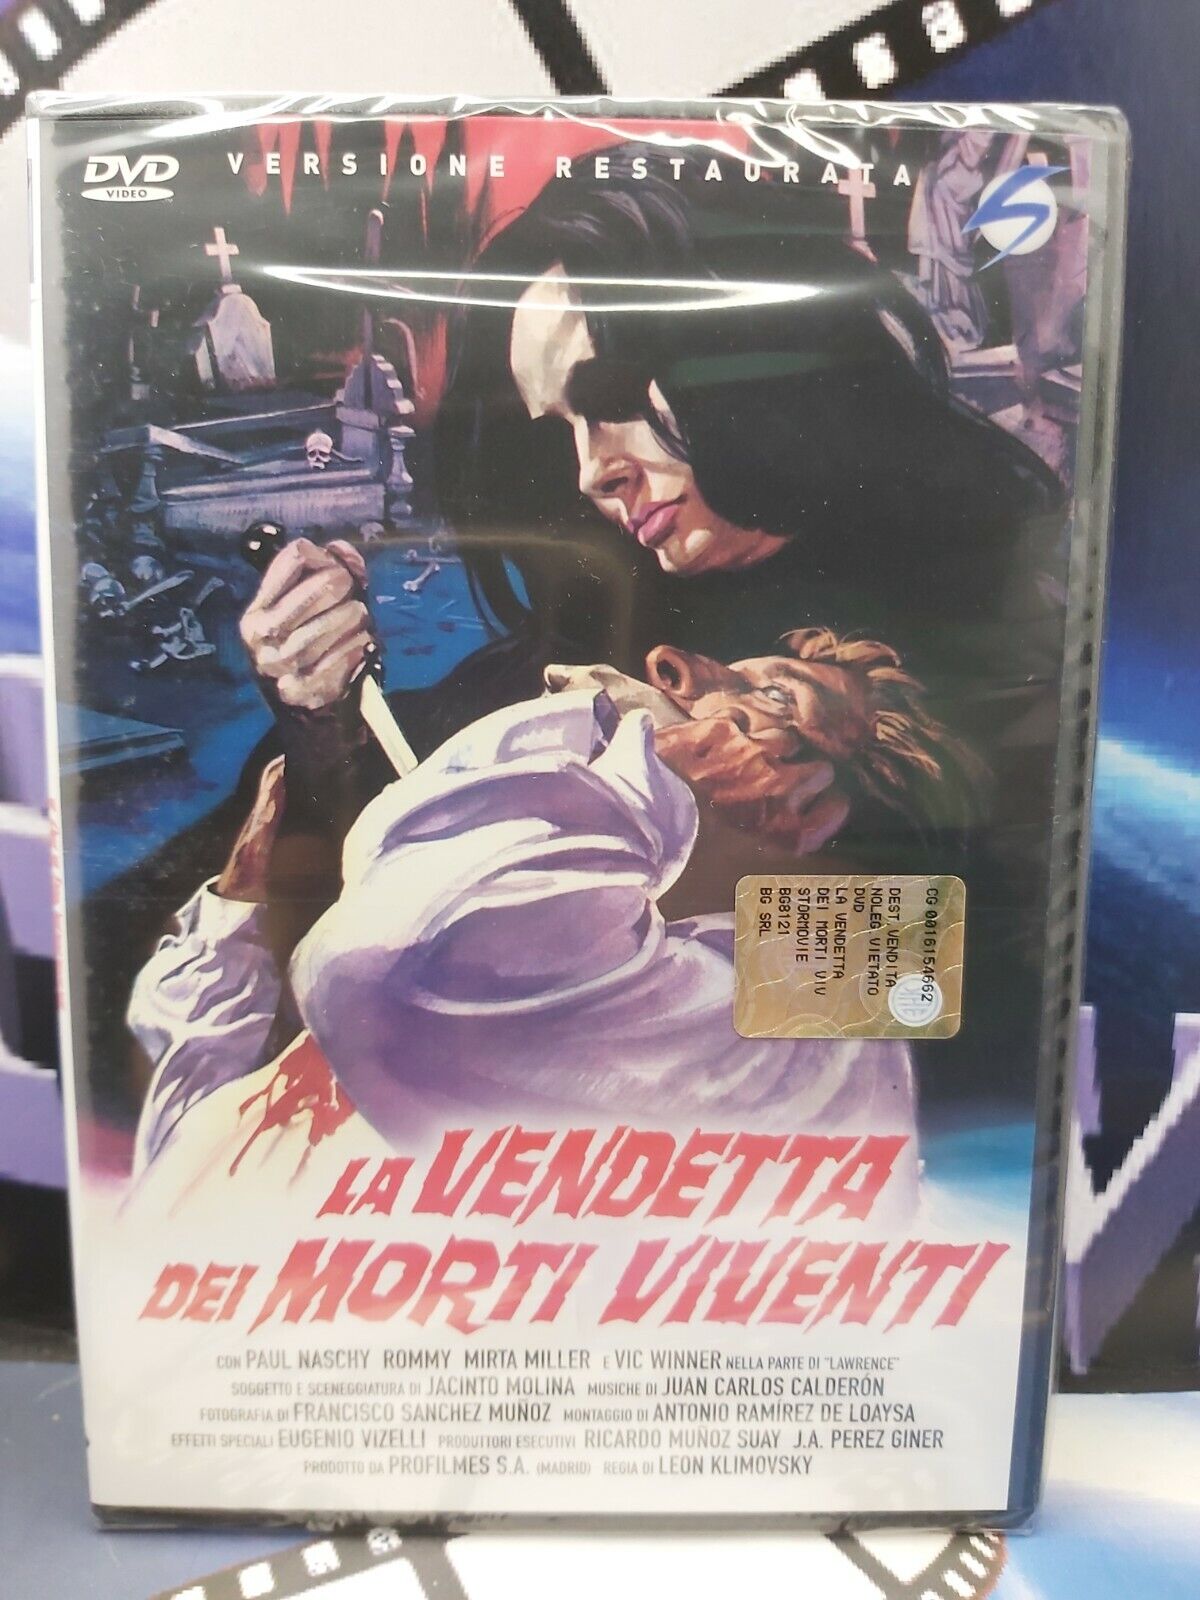 DVD VERSIONE RESTAURATA S
VIDEO
CG 0016154662
DEST.VENDITA
NOLEG.VIETATO
DVD
LA VENDETTA
DEI MORTI VIV
STORMOVIE
BG8121
BG SRL
LA VENDETTA
DEI MORTI VIVENTI
CON PAUL NASCHY ROMMY MIRTA MILLER E VIC WINNER NELLA PARTE DI "LAWRENCE"
SOGGETTO E SCENEGGIATURA DI JACINTO MOLINA MUSICHE DI JUAN CARLOS CALDERÓN
FOTOGRAFIA DI FRANCISCO SANCHEZ MUÑOZ MONTAGGIO DI ANTONIO RAMÍREZ DE LOAYSA
EFFETTI SPECIALI EUGENIO VIZELLI PRODUTTORI ESECUTIVI RICARDO MUÑOZ SUAY J.A. PEREZ GINER
PRODOTTO DA PROFILMES S.A. (MADRID) REGIA DI LEON KLIMOVSKY